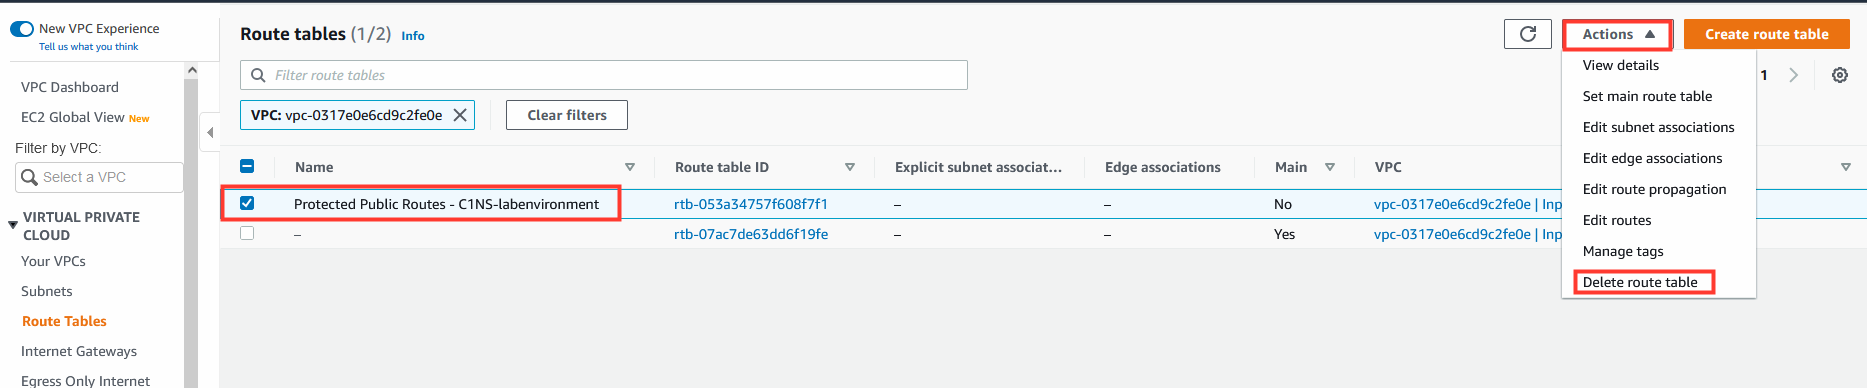 New VPC Experience
Tell us what you think
VPC Dashboard
EC2 Global View New
Filter by VPC:
Select a VPC
VIRTUAL PRIVATE
CLOUD
Your VPCs
Subnets
Route Tables
Internet Gateways
Egress Only Internet
Route tables (1/2) Info
Actions
Create route table
Filter route tables
1
VPC: vpc-0317e0e6cd9c2fe0e
Clear filters
Name Route table ID Explicit subnet associat... Edge associations Main VPC
Protected Public Routes - C1NS-labenvironment rtb-053a34757f608f7f1 – – No vpc-0317e0e6cd9c2fe0e | Inp
– rtb-07ac7de63dd6f19fe – – Yes vpc-0317e0e6cd9c2fe0e | Inp
View details
Set main route table
Edit subnet associations
Edit edge associations
Edit route propagation
Edit routes
Manage tags
Delete route table